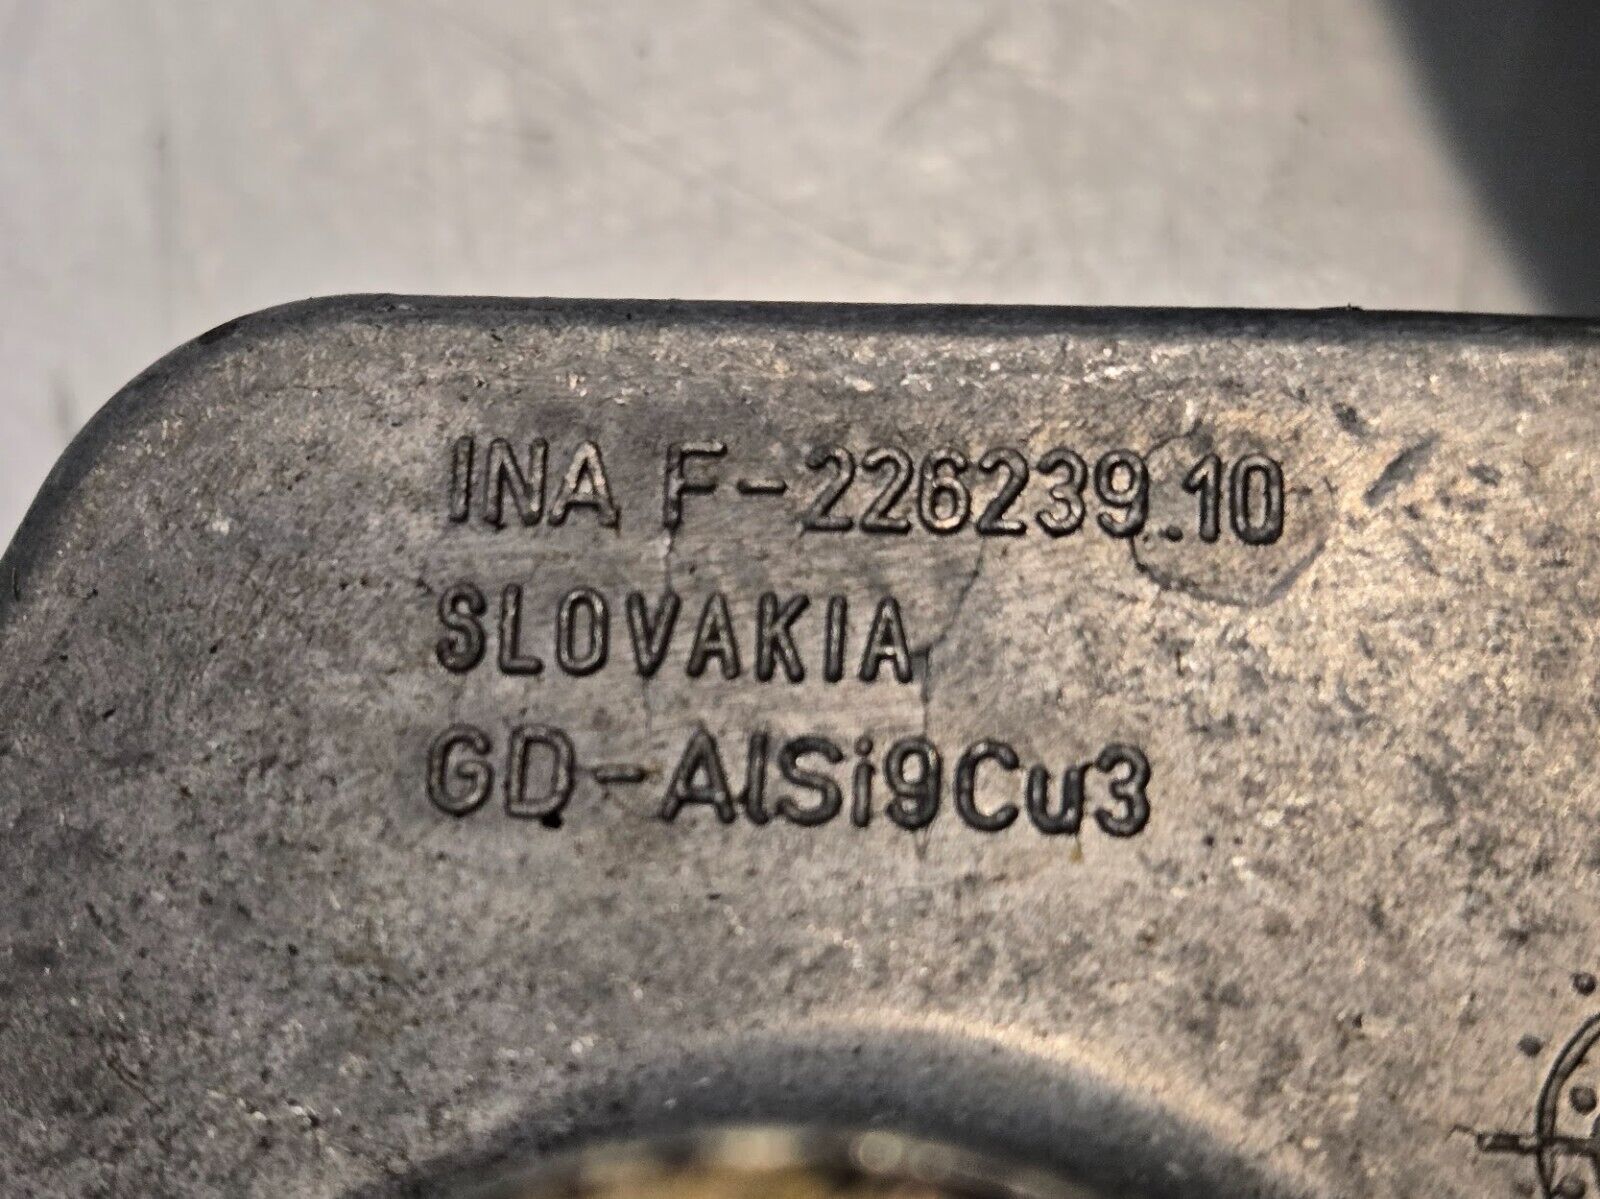 INA F-226239.10
SLOVAKIA
GD-AlSi9Cu3